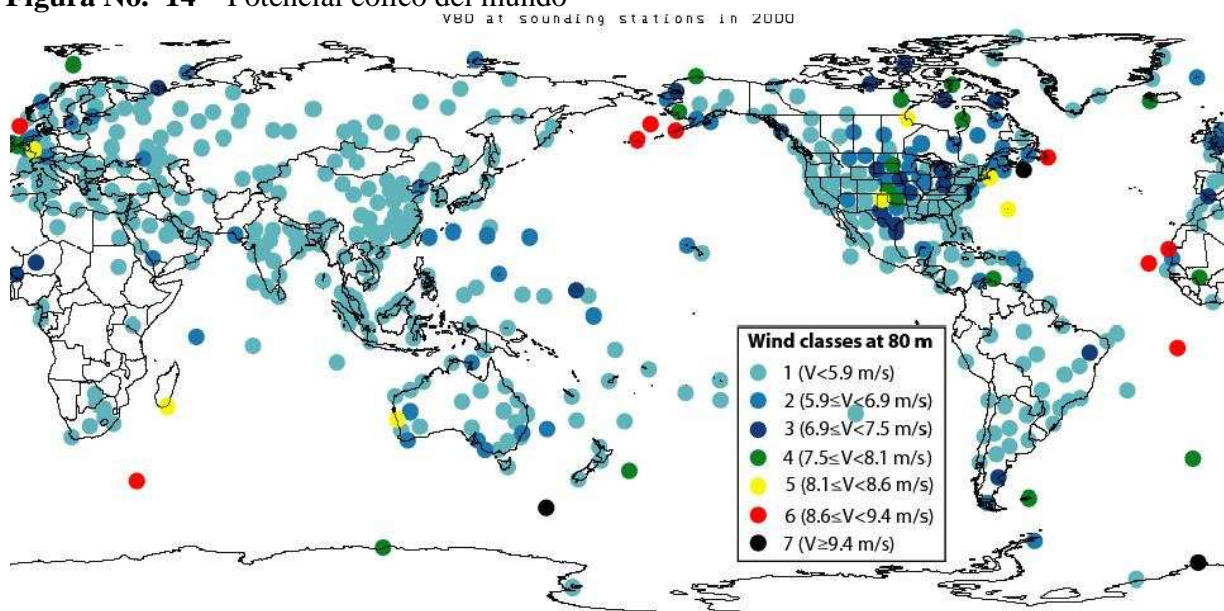 Figura No. 14 Potencial eólico del mundo
V80 at sounding stations in 2000
Wind classes at 80 m
1 (V<5.9 m/s)
2 (5.9≤V<6.9 m/s)
3 (6.9≤V<7.5 m/s)
4 (7.5≤V<8.1 m/s)
5 (8.1≤V<8.6 m/s)
6 (8.6≤V<9.4 m/s)
7 (V≥9.4 m/s)